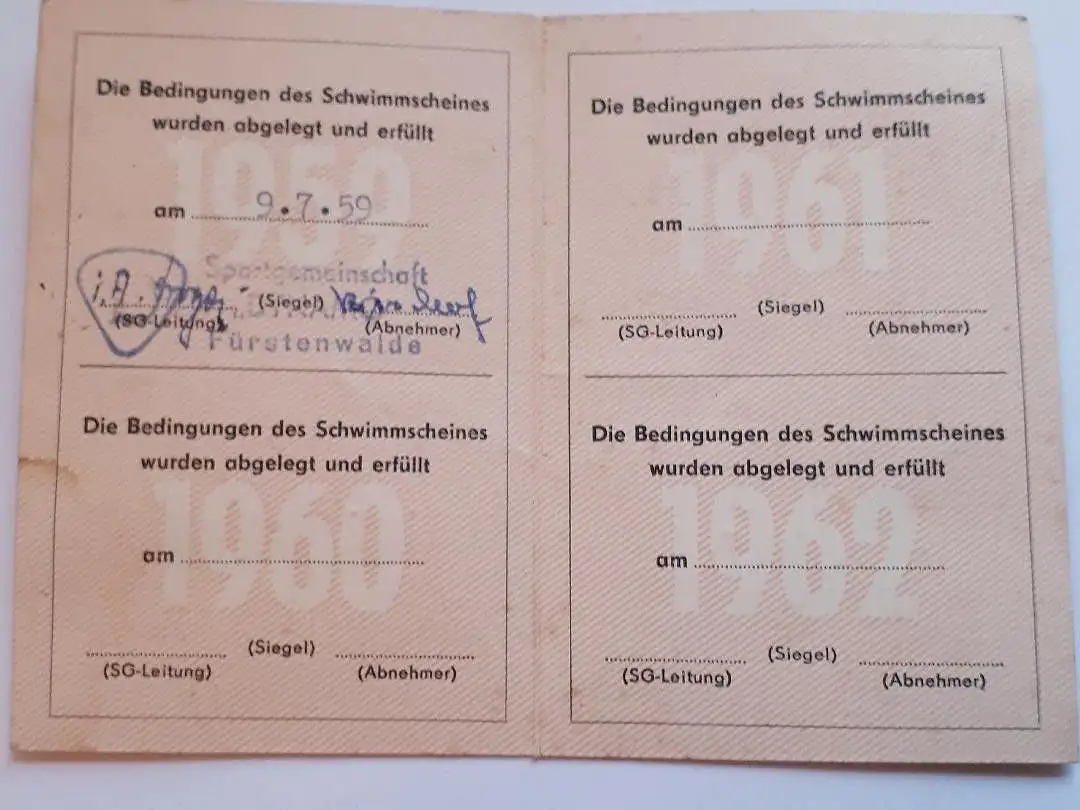 Die Bedingungen des Schwimmscheines
wurden abgelegt und erfüllt
1959
am 9.7.59
Sportgemeinschaft
i.A. (Siegel)
(SG-Leitung) (Abnehmer)
Fürstenwalde
Die Bedingungen des Schwimmscheines
wurden abgelegt und erfüllt
1960
am
(Siegel)
(SG-Leitung) (Abnehmer)
Die Bedingungen des Schwimmscheines
wurden abgelegt und erfüllt
1961
am
(Siegel)
(SG-Leitung) (Abnehmer)
Die Bedingungen des Schwimmscheines
wurden abgelegt und erfüllt
1962
am
(Siegel)
(SG-Leitung) (Abnehmer)